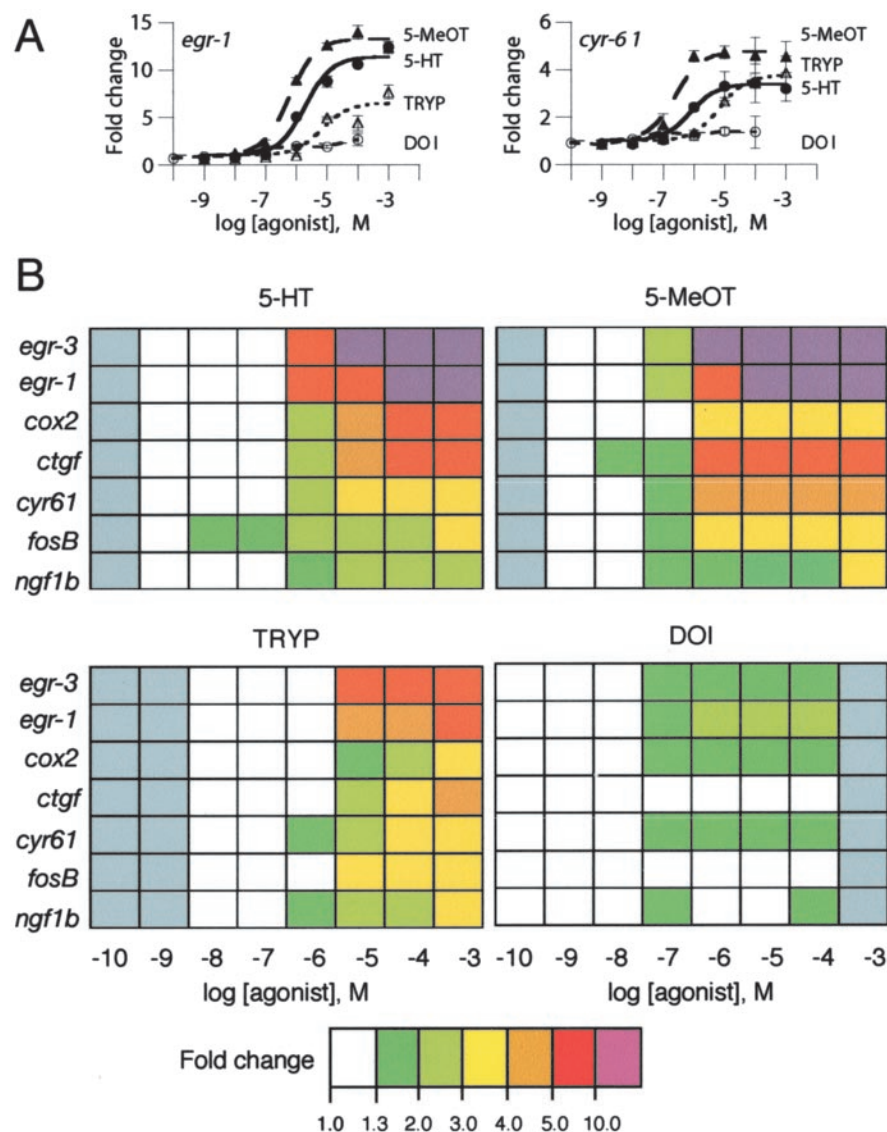 A
egr-1
15
10
5
0
Fold change
5-MeOT
5-HT
TRYP
DOI
-9 -7 -5 -3
log [agonist], M
cyr-61
6
4
2
0
Fold change
5-MeOT
TRYP
5-HT
DOI
-9 -7 -5 -3
log [agonist], M
B
5-HT 5-MeOT
egr-3
egr-1
cox2
ctgf
cyr61
fosB
ngf1b
TRYP DOI
egr-3
egr-1
cox2
ctgf
cyr61
fosB
ngf1b
-10 -9 -8 -7 -6 -5 -4 -3 -10 -9 -8 -7 -6 -5 -4 -3
log [agonist], M log [agonist], M
Fold change
1.0 1.3 2.0 3.0 4.0 5.0 10.0